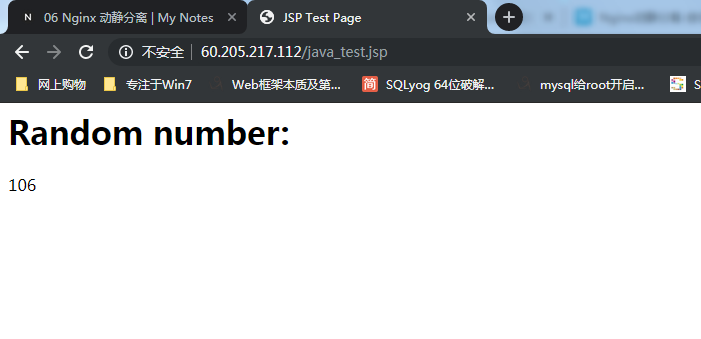 N 06 Nginx 动静分离 | My Notes JSP Test Page
不安全 60.205.217.112/java_test.jsp
网上购物 专注于Win7 Web框架本质及第... 简 SQLyog 64位破解... mysql给root开启... S
Random number:
106